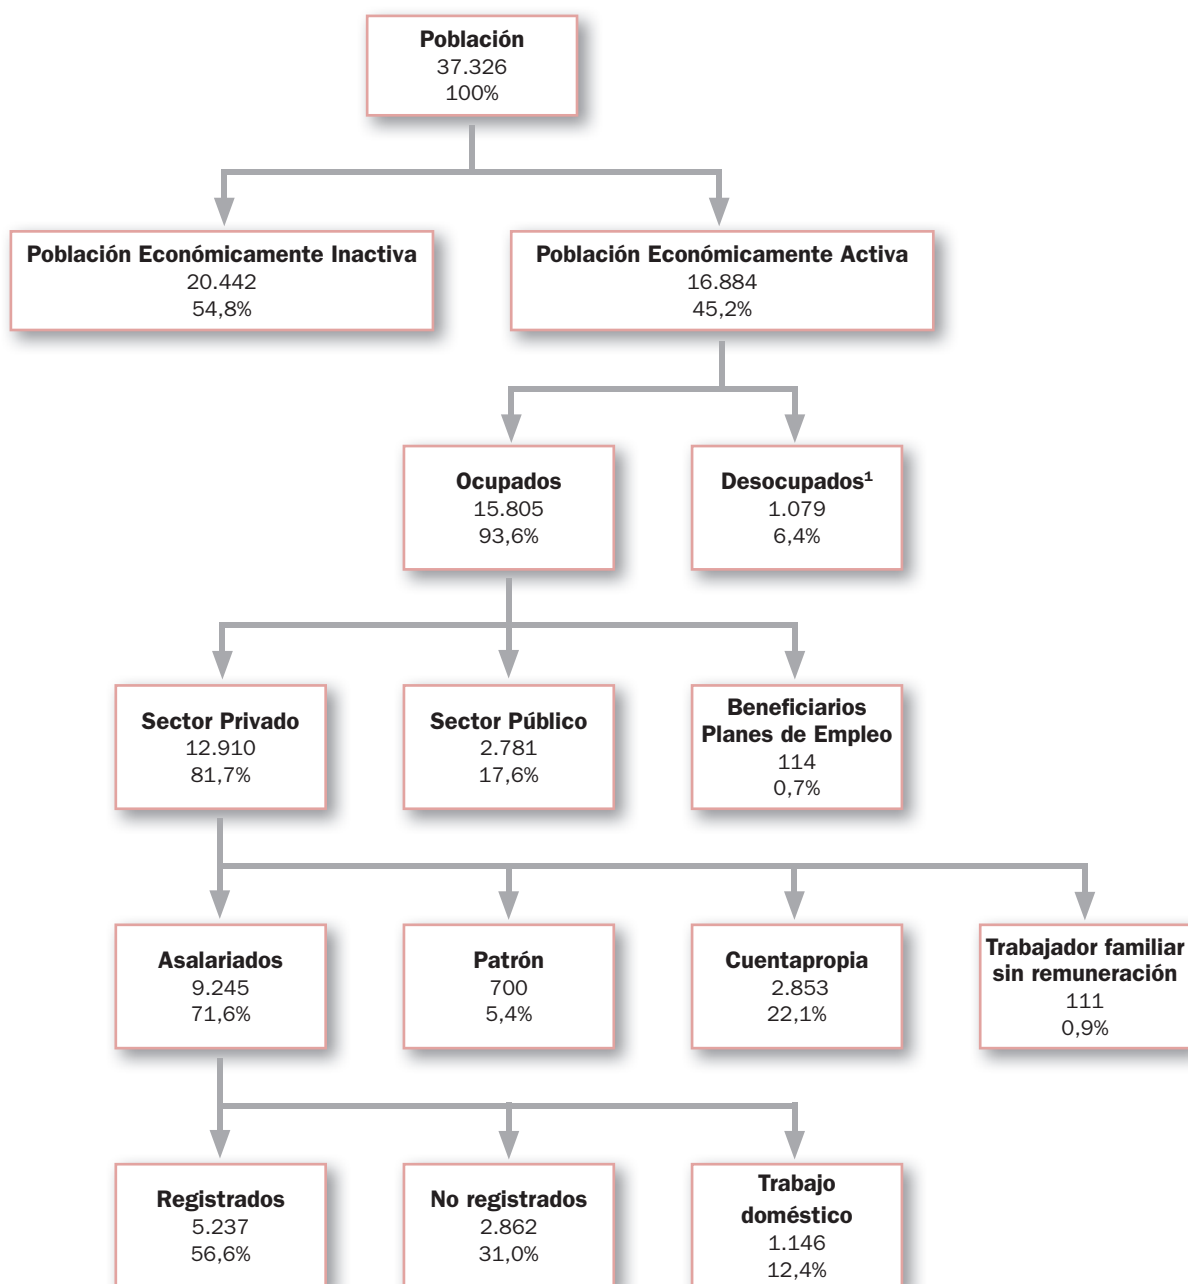 Población
37.326
100%
Población Económicamente Inactiva
20.442
54,8%
Población Económicamente Activa
16.884
45,2%
Ocupados
15.805
93,6%
Desocupados¹
1.079
6,4%
Sector Privado
12.910
81,7%
Sector Público
2.781
17,6%
Beneficiarios
Planes de Empleo
114
0,7%
Asalariados
9.245
71,6%
Patrón
700
5,4%
Cuentapropia
2.853
22,1%
Trabajador familiar
sin remuneración
111
0,9%
Registrados
5.237
56,6%
No registrados
2.862
31,0%
Trabajo
doméstico
1.146
12,4%